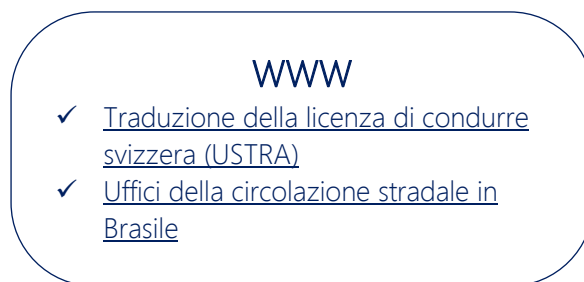 WWW
✓ Traduzione della licenza di condurre
svizzera (USTRA)
✓ Uffici della circolazione stradale in
Brasile